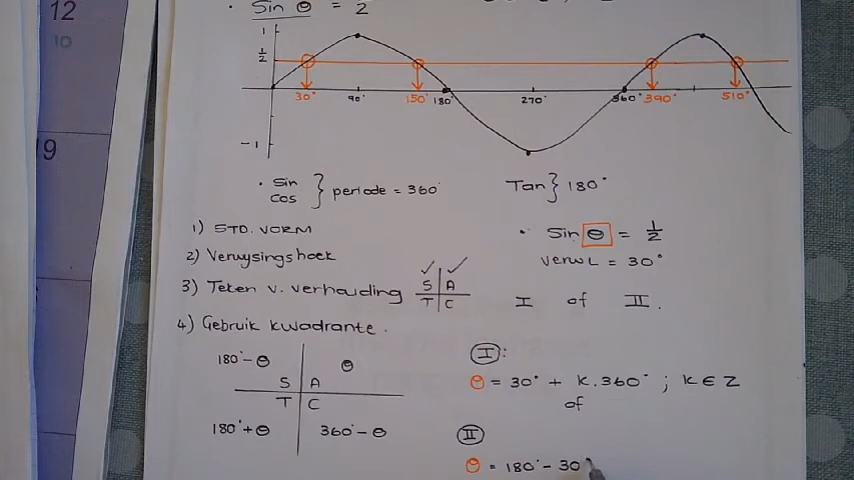 12
10
19
• Sin θ = 2
1
½
30° 90° 150° 180° 270° 360° 390° 510°
-1
• Sin
Cos } periode = 360°
Tan } 180°
1) STD. VORM
• Sin θ = ½
2) Verwysingshoek
verw L = 30°
3) Teken v. verhouding
S A
T C
I of II.
4) Gebruik kwadrante.
180° - θ θ
S A
T C
180° + θ 360° - θ
I :
θ = 30° + K.360° ; K ∈ Z
of
II
θ = 180° - 30°